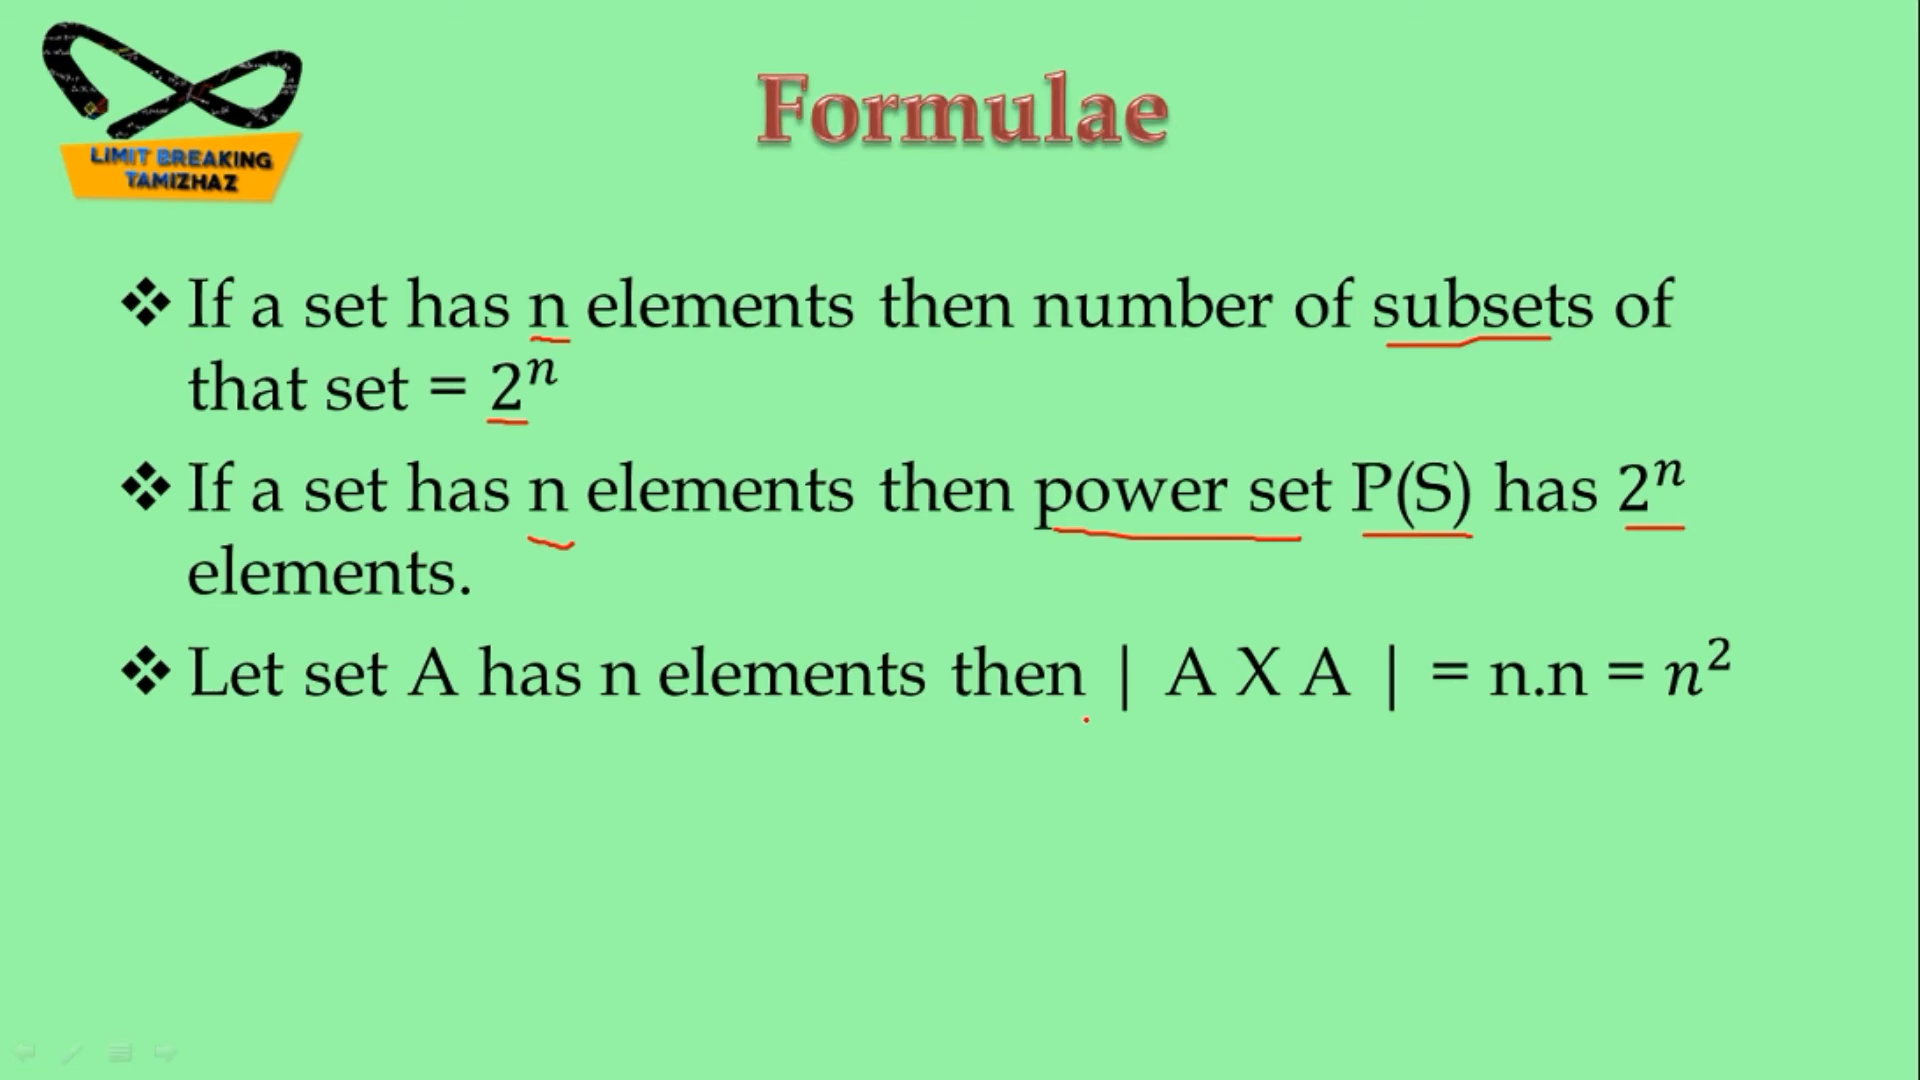 LIMIT BREAKING
TAMIZHAZ
Formulae
❖ If a set has n elements then number of subsets of
that set = 2ⁿ
❖ If a set has n elements then power set P(S) has 2ⁿ
elements.
❖ Let set A has n elements then | A X A | = n.n = n²